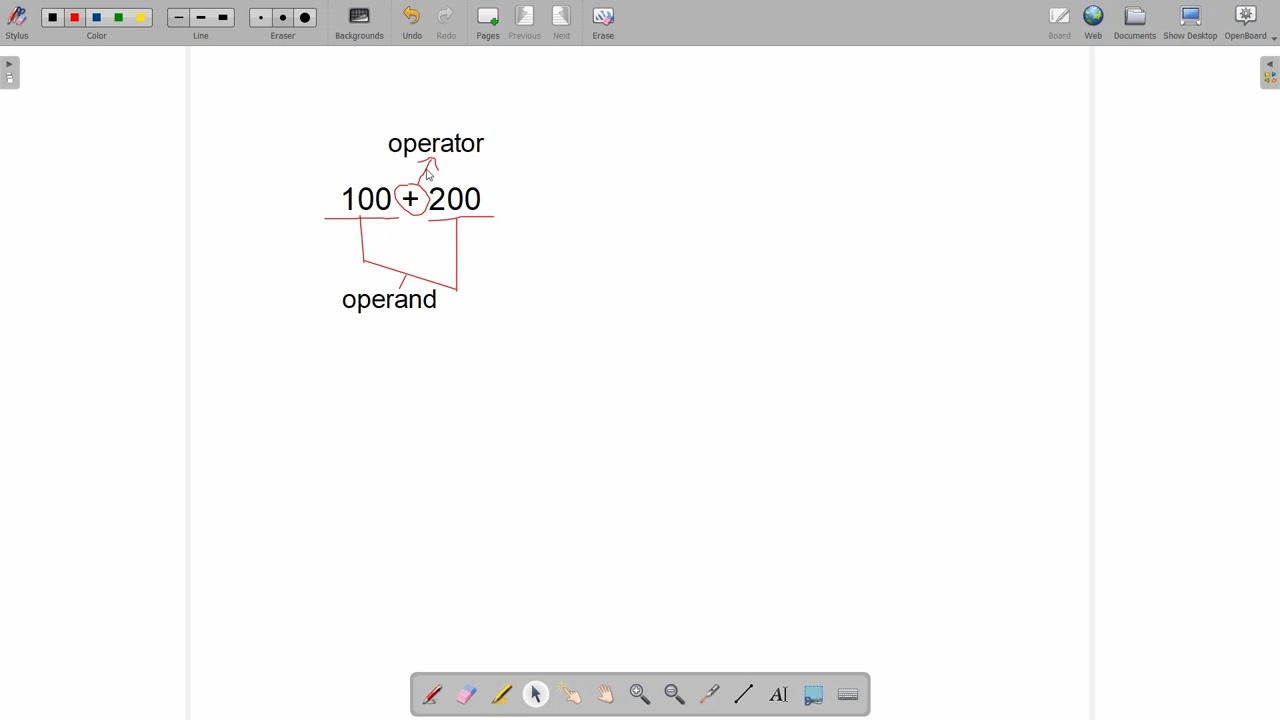 Stylus
Color
Line
Eraser
Backgrounds
Undo
Redo
Pages
Previous
Next
Erase
Board
Web
Documents
Show Desktop
OpenBoard
operator
100 + 200
operand
AI